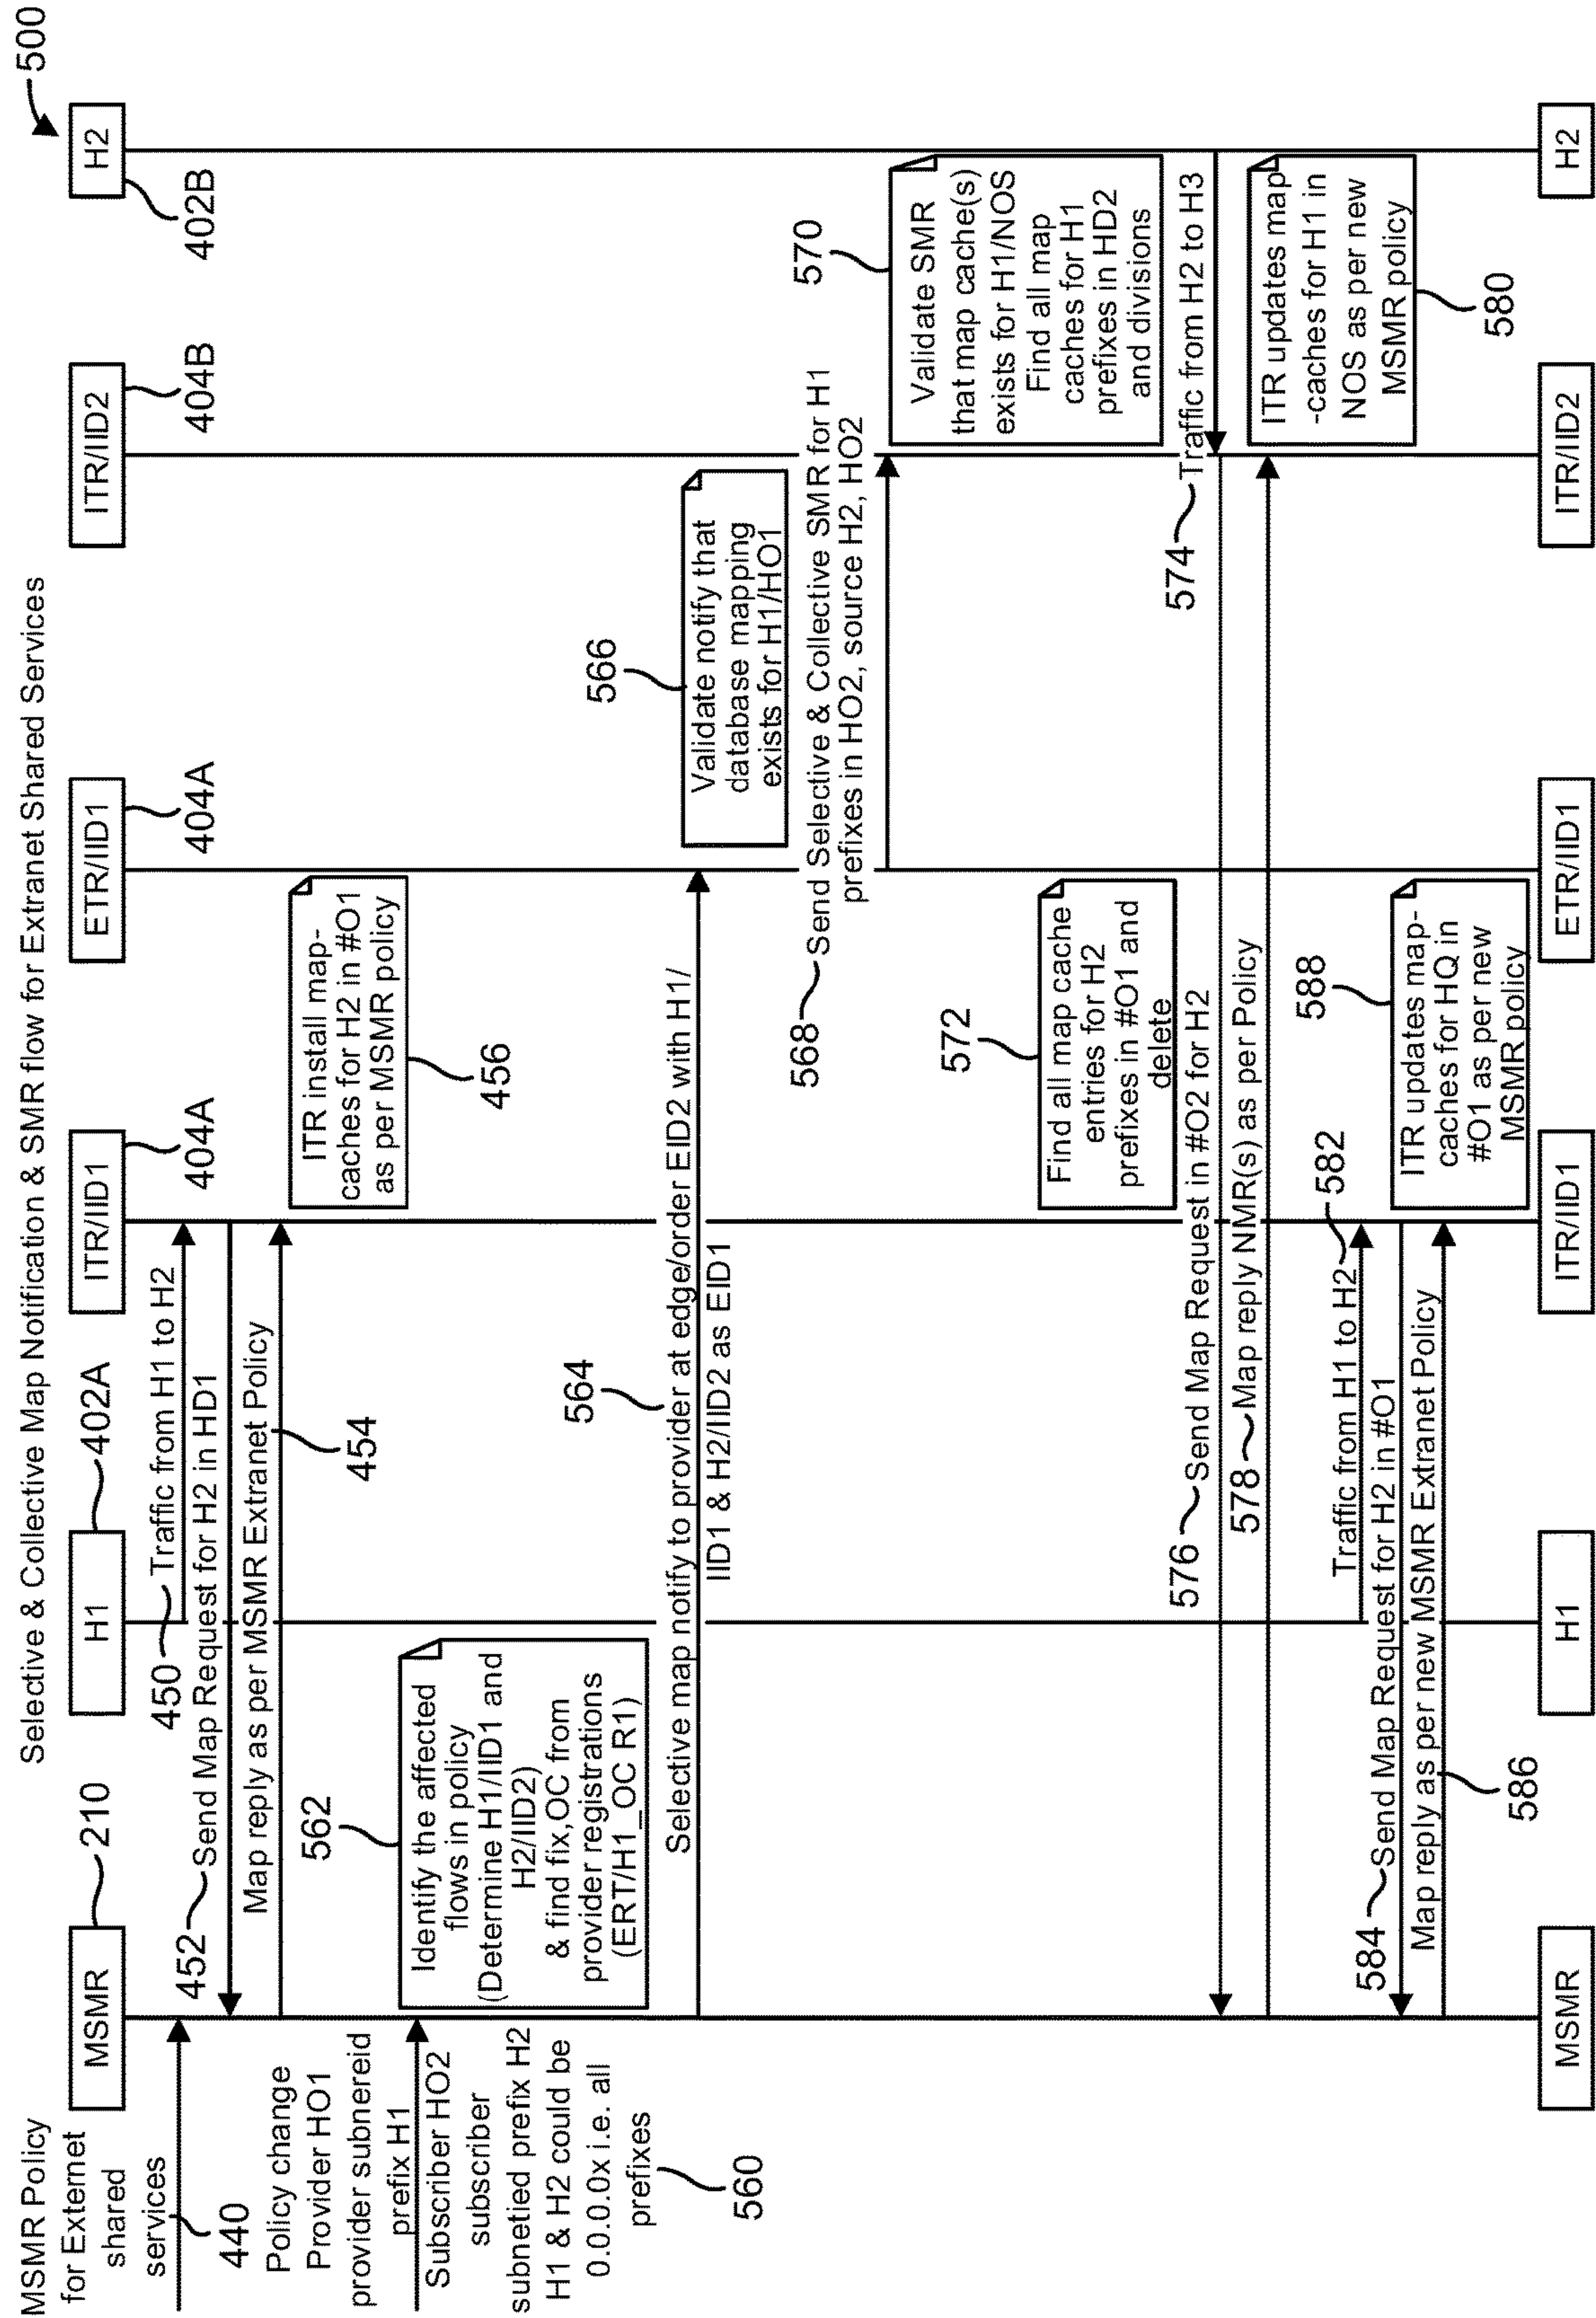 Selective & Collective Map Notification & SMR flow for Extranet Shared Services
500
MSMR
210
H1
402A
ITR/IID1
404A
ETR/IID1
404A
ITR/IID2
404B
H2
402B
MSMR Policy
for Externet
shared
services
440
450
Traffic from H1 to H2
452
Send Map Request for H2 in HD1
Map reply as per MSMR Extranet Policy
454
ITR install map-
caches for H2 in #O1
as per MSMR policy
456
Policy change
Provider HO1
provider subnereid
prefix H1
Subscriber HO2
subscriber
subnetied prefix H2
H1 & H2 could be
0.0.0.0x i.e. all
prefixes
560
562
Identify the affected
flows in policy
(Determine H1/IID1 and
H2/IID2)
& find fix,OC from
provider registrations
(ERT/H1_OC R1)
564
Selective map notify to provider at edge/order EID2 with H1/
IID1 & H2/IID2 as EID1
566
Validate notify that
database mapping
exists for H1/HO1
568
Send Selective & Collective SMR for H1
prefixes in HO2, source H2, HO2
570
Validate SMR
that map cache(s)
exists for H1/NOS
Find all map
caches for H1
prefixes in HD2
and divisions
572
Find all map cache
entries for H2
prefixes in #O1 and
delete
574
Traffic from H2 to H3
576
Send Map Request in #O2 for H2
578
Map reply NMR(s) as per Policy
ITR updates map
-caches for H1 in
NOS as per new
MSMR policy
580
Traffic from H1 to H2
582
584
Send Map Request for H2 in #O1
Map reply as per new MSMR Extranet Policy
586
588
ITR updates map-
caches for HQ in
#O1 as per new
MSMR policy
MSMR
H1
ITR/IID1
ETR/IID1
ITR/IID2
H2